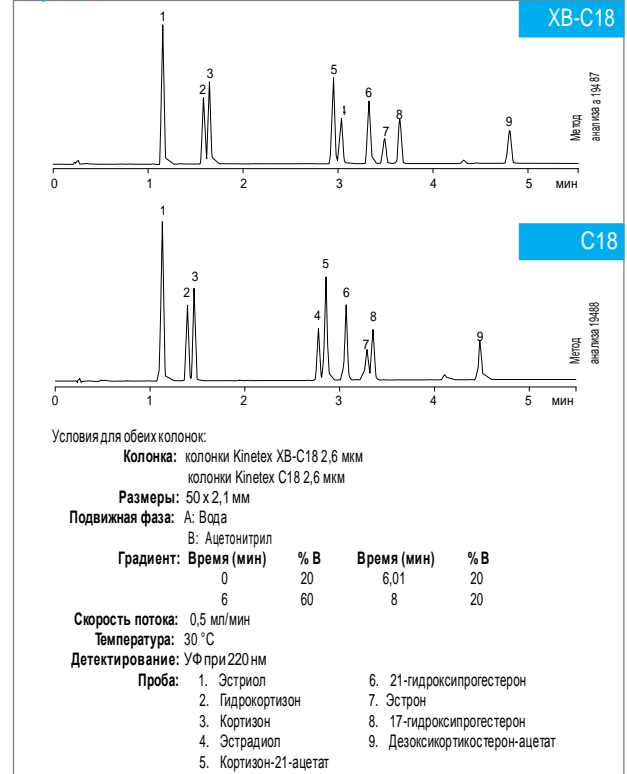 XB-C18
1
2
3
5
4
6
7
8
9
Метод
анализа a 19487
0 1 2 3 4 5 мин
C18
1
2
3
4
5
6
7
8
9
Метод
анализа 19488
0 1 2 3 4 5 мин
Условия для обеих колонок:
Колонка: колонки Kinetex XB-C18 2,6 мкм
колонки Kinetex C18 2,6 мкм
Размеры: 50 x 2,1 мм
Подвижная фаза: А: Вода
В: Ацетонитрил
Градиент: Время (мин) % В Время (мин) % В
0 20 6,01 20
6 60 8 20
Скорость потока: 0,5 мл/мин
Температура: 30 °C
Детектирование: УФ при 220 нм
Проба: 1. Эстриол 6. 21-гидроксипрогестерон
2. Гидрокортизон 7. Эстрон
3. Кортизон 8. 17-гидроксипрогестерон
4. Эстрадиол 9. Дезоксикортикостерон-ацетат
5. Кортизон-21-ацетат